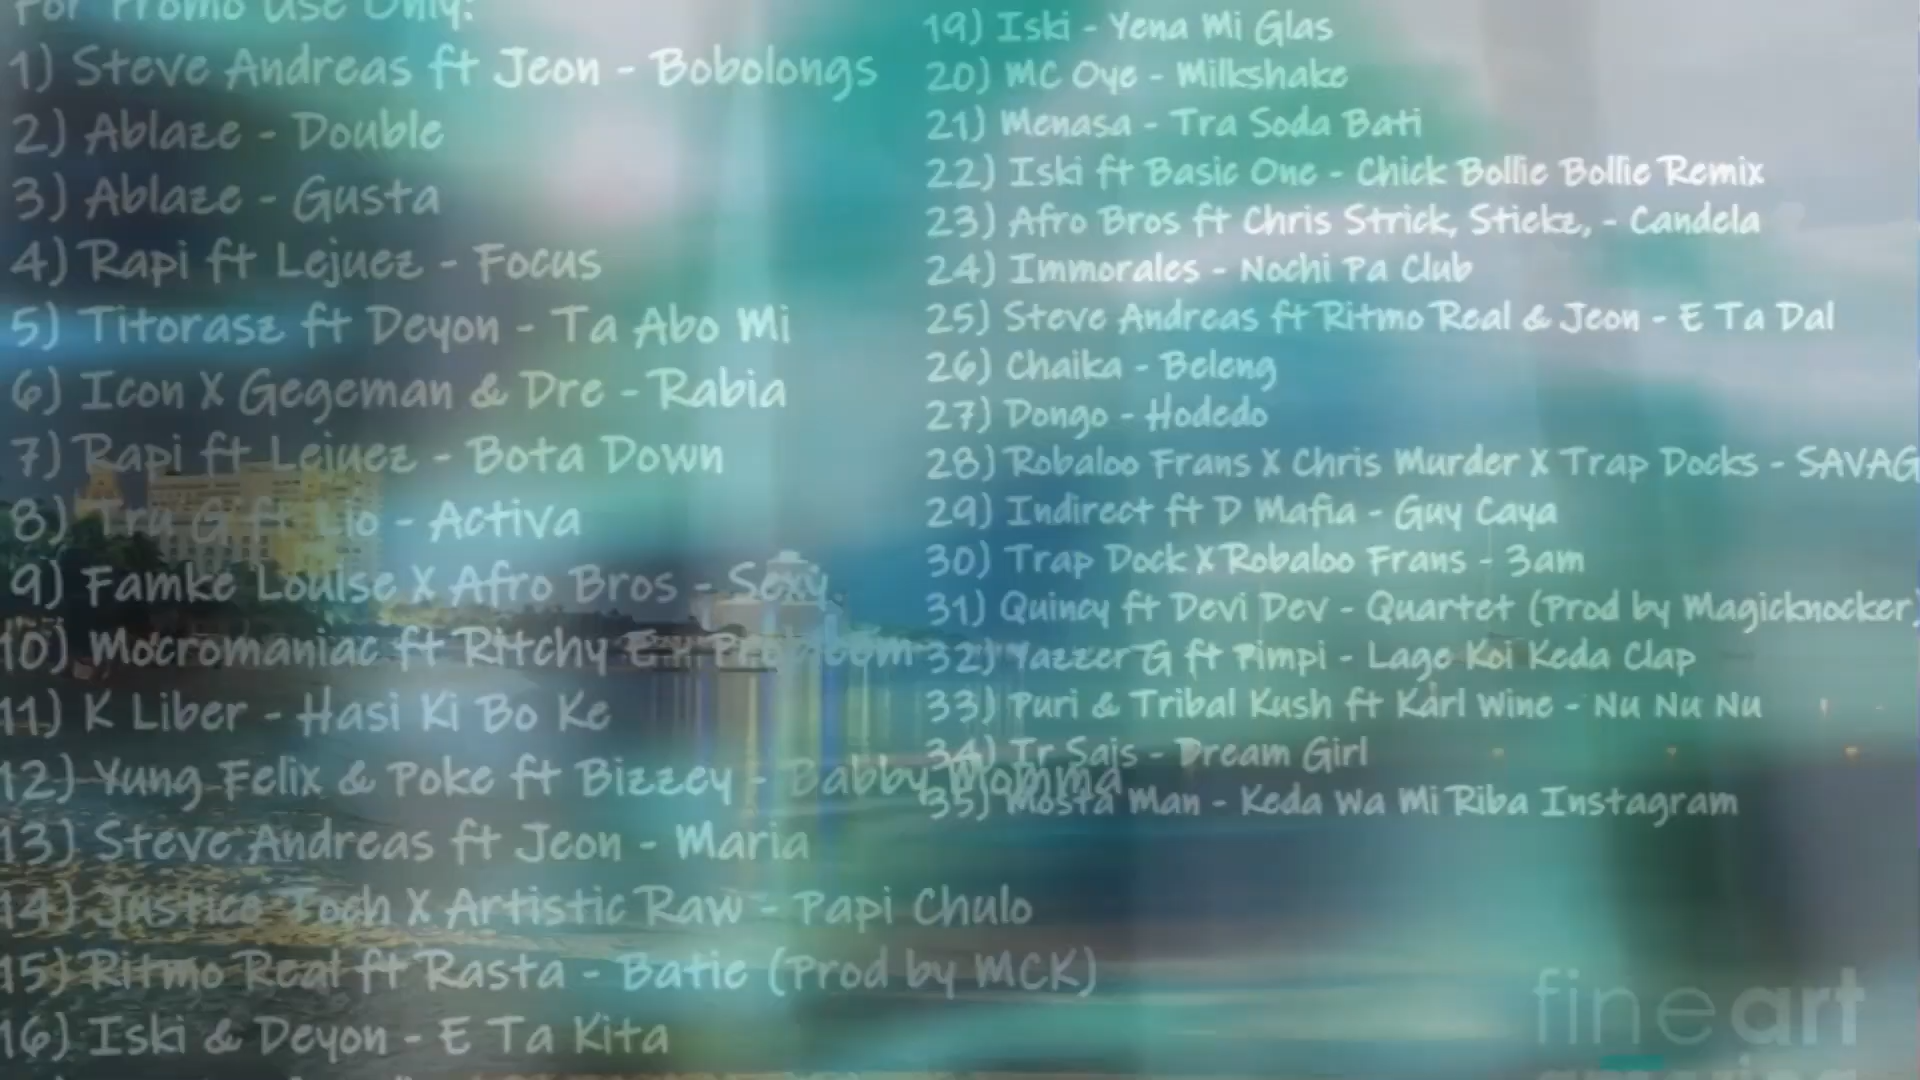 For Promo Use Only:
1) Steve Andreas ft Jeon - Bobolongs
2) Ablaze - Double
3) Ablaze - Gusta
4) Rapi ft Lejuez - Focus
5) Titorasz ft Deyon - Ta Abo Mi
6) Icon X Gegeman & Dre - Rabia
7) Rapi ft Lejuez - Bota Down
8) Tru G ft Lio - Activa
9) Famke Louise X Afro Bros - Sexy
10) Mocromaniac ft Ritchy E x
11) K Liber - Hasi Ki Bo Ke
12) Yung Felix & Poke ft Bizzey - Babby Momma
13) Steve Andreas ft Jeon - Maria
14) Justice Toch X Artistic Raw - Papi Chulo
15) Ritmo Real ft Rasta - Batie (Prod by MCK)
16) Iski & Deyon - E Ta Kita
19) Iski - Yena Mi Glas
20) MC Oye - Milkshake
21) Menasa - Tra Soda Bati
22) Iski ft Basic One - Chick Bollie Bollie Remix
23) Afro Bros ft Chris Strick, Stiekz, - Candela
24) Immorales - Nochi Pa Club
25) Steve Andreas ft Ritmo Real & Jeon - E Ta Dal
26) Chaika - Beleng
27) Dongo - Hodedo
28) Robaloo Frans X Chris Murder X Trap Docks - SAVAG
29) Indirect ft D Mafia - Guy Caya
30) Trap Dock X Robaloo Frans - 3am
31) Quincy ft Devi Dev - Quartet (Prod by Magicknocker)
32) Yazzer G ft Pimpi - Lage Koi Keda Clap
33) Puri & Tribal Kush ft Karl Wine - Nu Nu Nu
34) Jr Sajs - Dream Girl
35) Mosta Man - Keda Wa Mi Riba Instagram
fineart